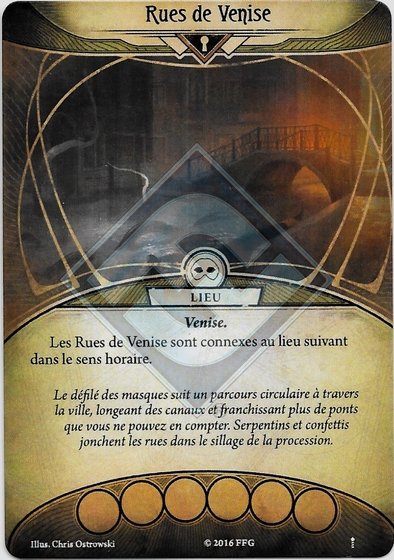 Rues de Venise
LIEU
Venise.
Les Rues de Venise sont connexes au lieu suivant
dans le sens horaire.
Le défilé des masques suit un parcours circulaire à travers
la ville, longeant des canaux et franchissant plus de ponts
que vous ne pouvez en compter. Serpentins et confettis
jonchent les rues dans le sillage de la procession.
Illus. Chris Ostrowski
© 2016 FFG